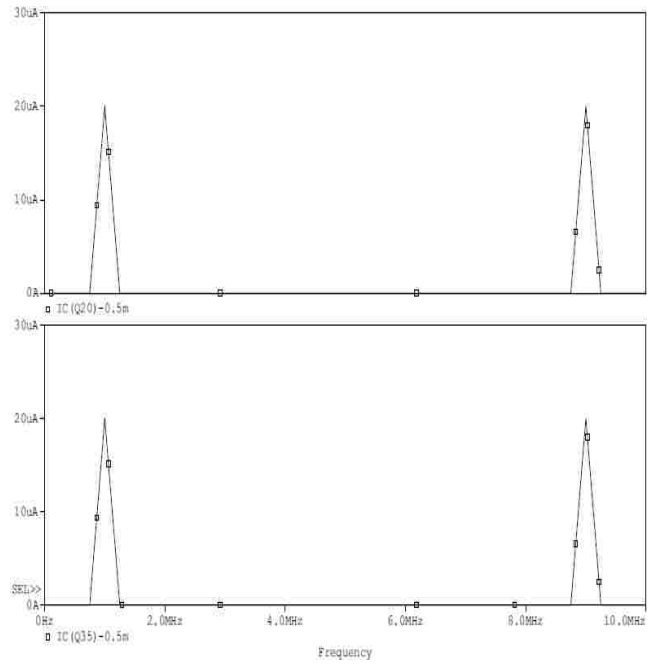 30uA
20uA
10uA
0A
IC(Q20)-0.5m
30uA
20uA
10uA
SEL>>
0A
0Hz 2.0MHz 4.0MHz 6.0MHz 8.0MHz 10.0MHz
IC(Q35)-0.5m
Frequency